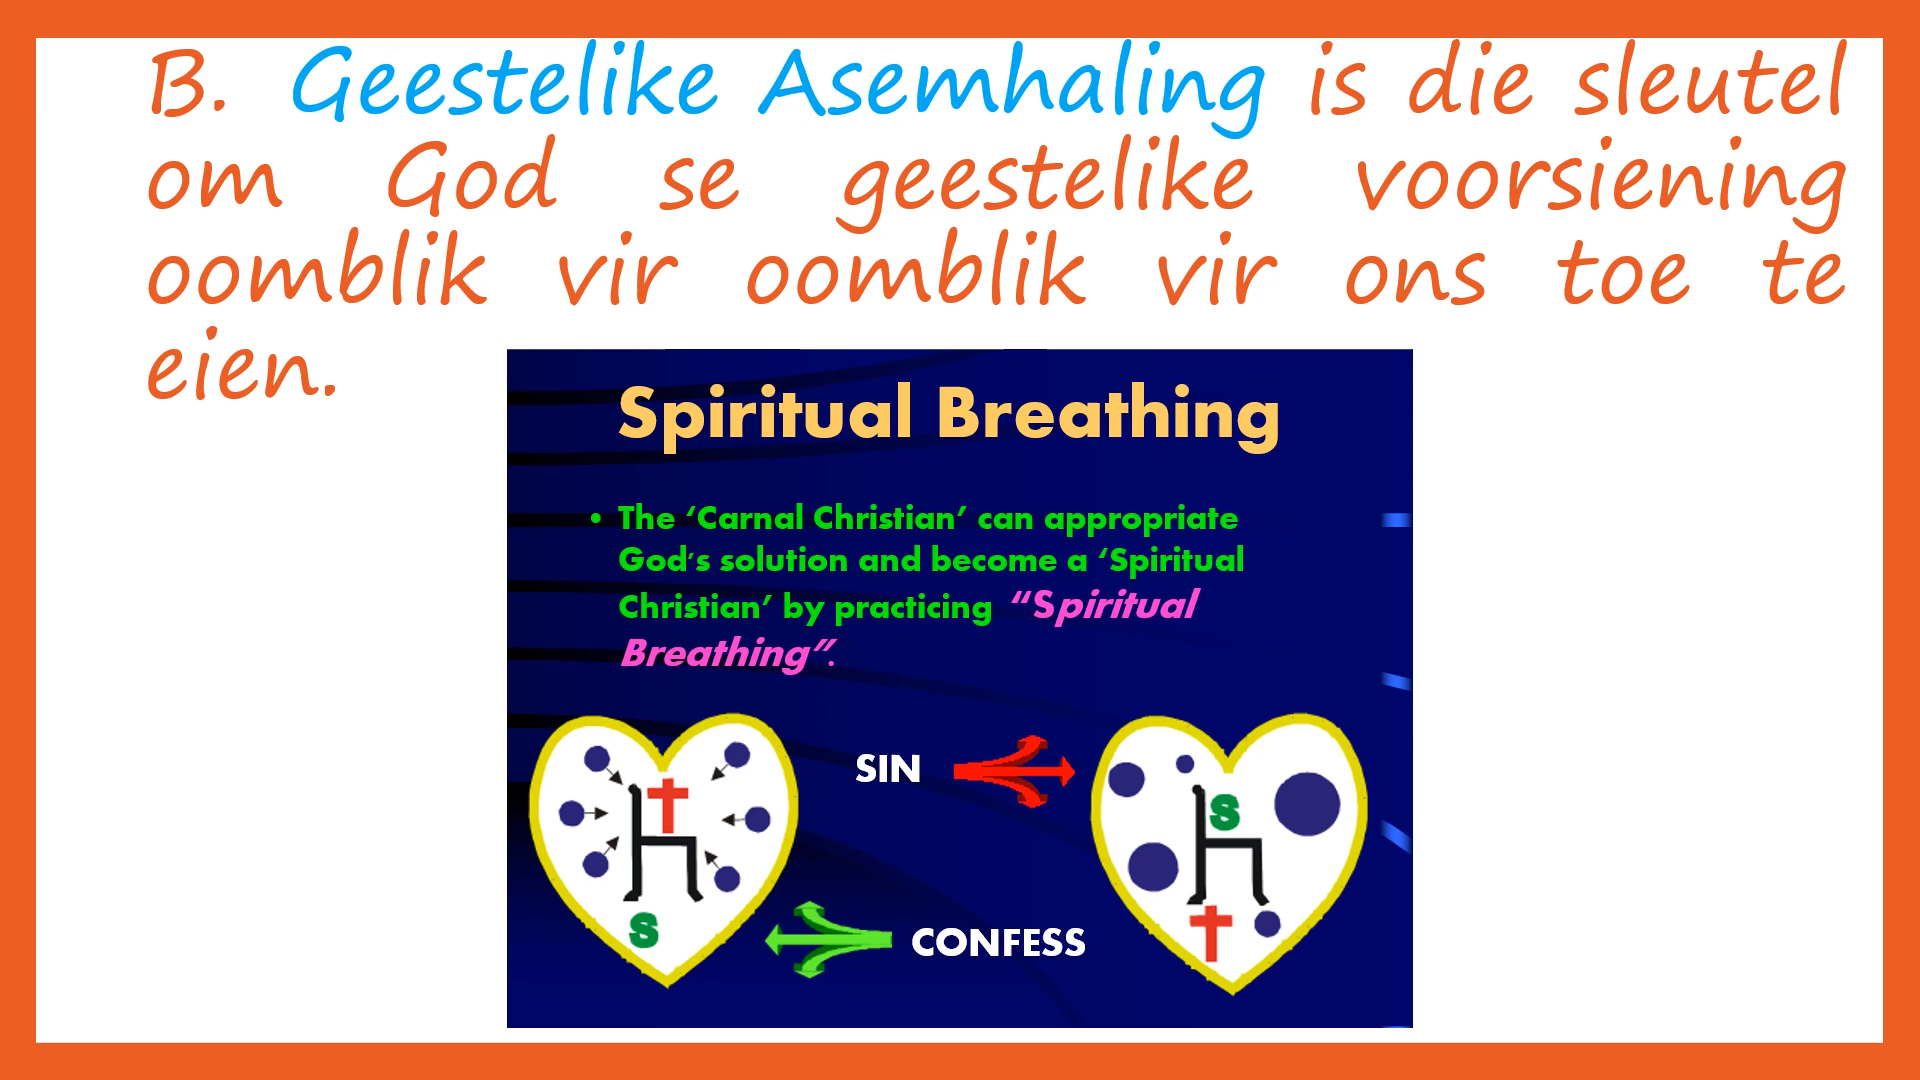 B. Geestelike Asemhaling is die sleutel
om God se geestelike voorsiening
oomblik vir oomblik vir ons toe te
eien.
Spiritual Breathing
• The ‘Carnal Christian’ can appropriate
God's solution and become a ‘Spiritual
Christian’ by practicing “Spiritual
Breathing”.
SIN
S
S
CONFESS